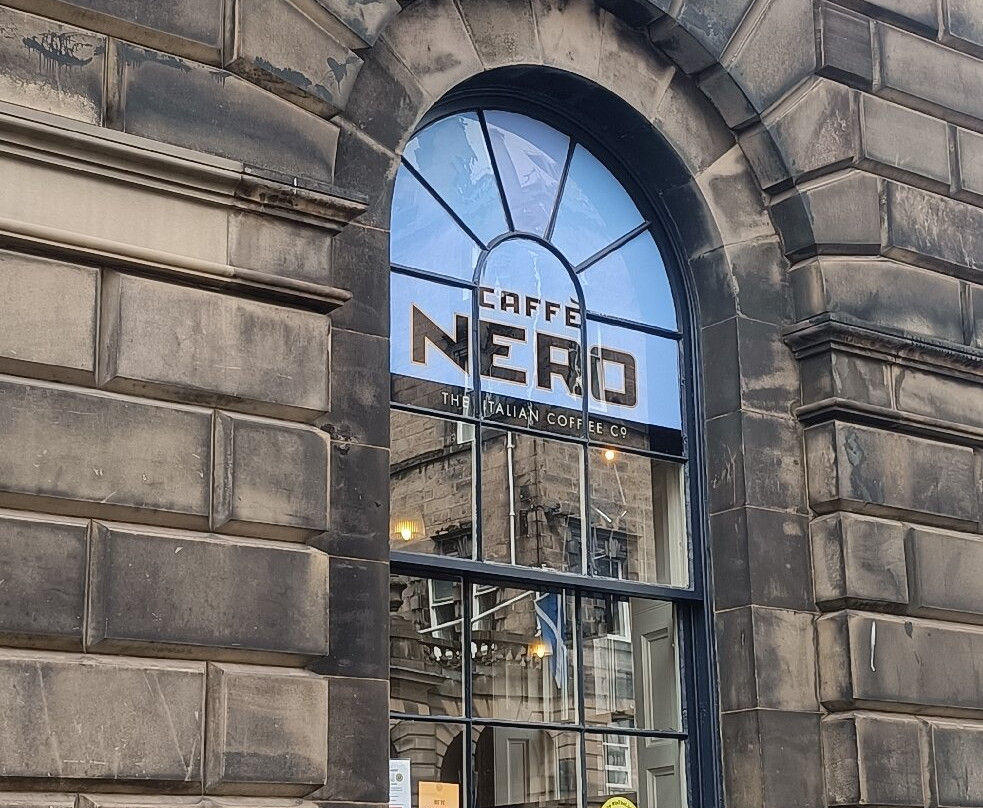 CAFFÈ
NERO
THE ITALIAN COFFEE Cº